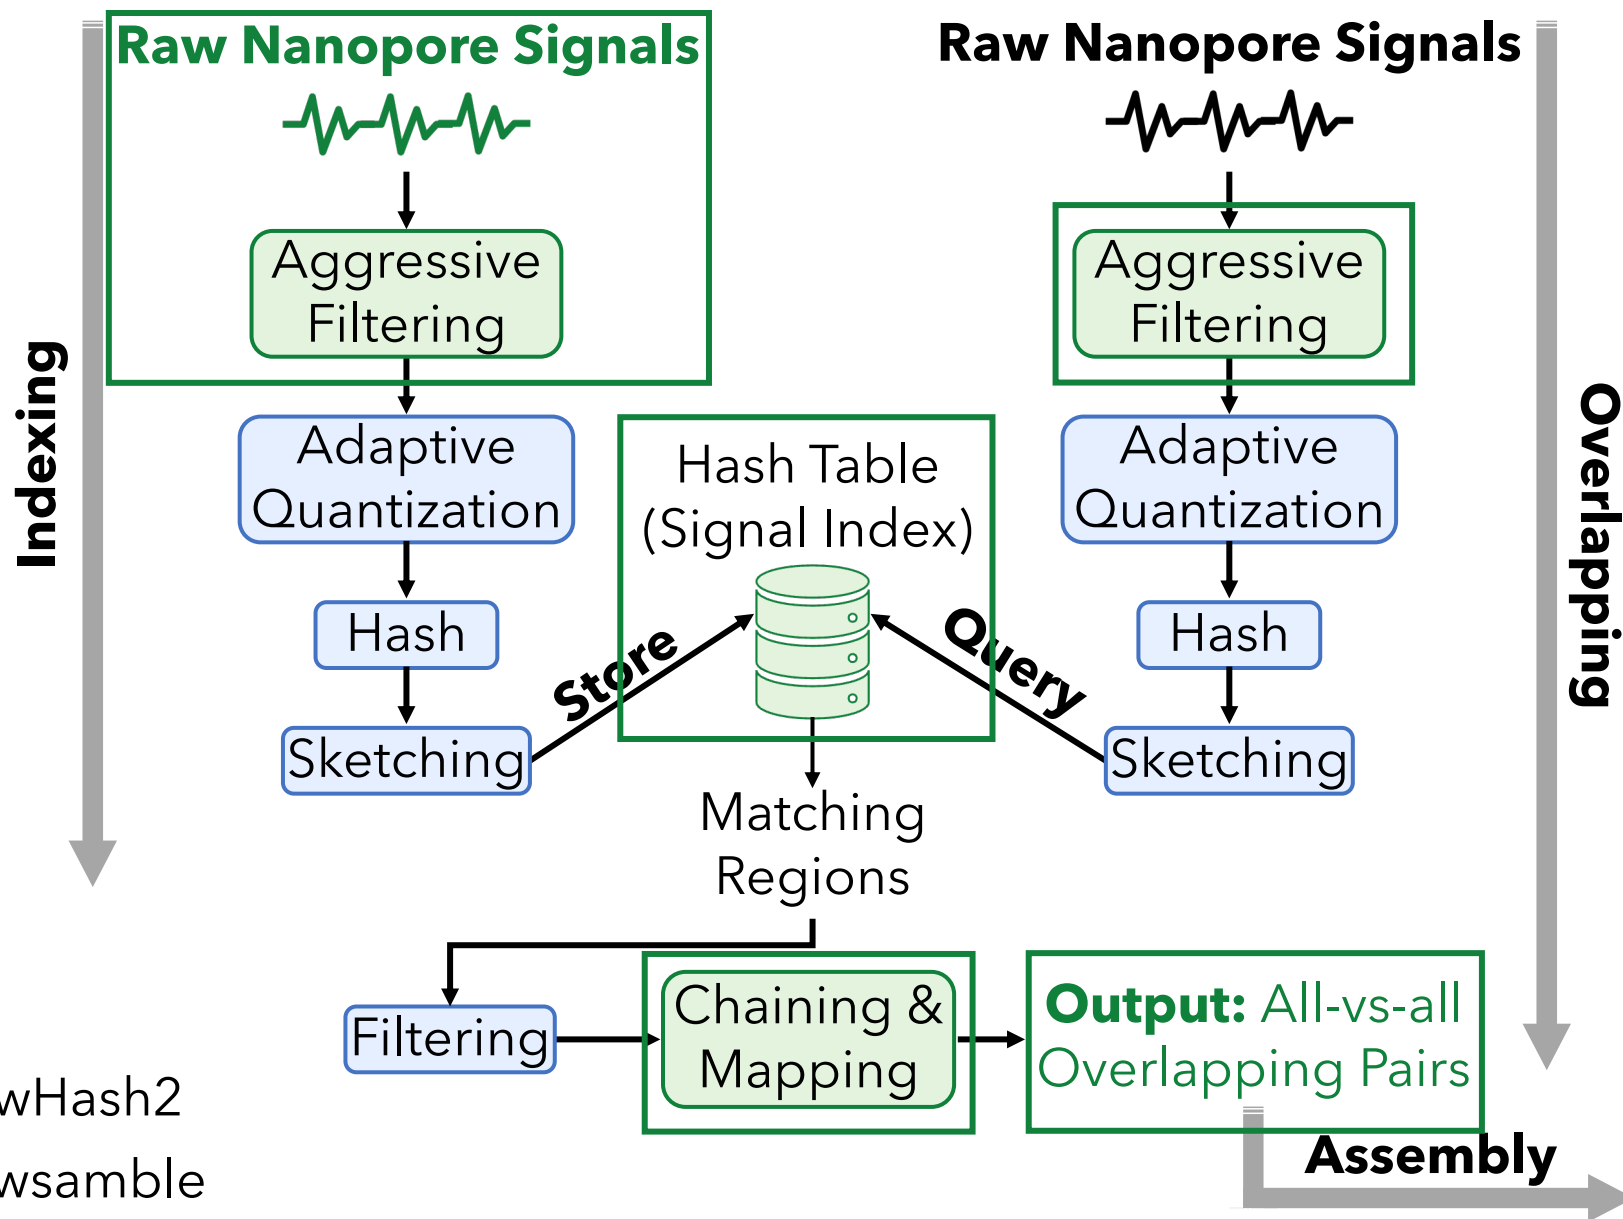 Raw Nanopore Signals
Aggressive
Filtering
Adaptive
Quantization
Hash
Sketching
Indexing
Store
Hash Table
(Signal Index)
Query
Raw Nanopore Signals
Aggressive
Filtering
Adaptive
Quantization
Hash
Sketching
Overlapping
Matching
Regions
Filtering
Chaining &
Mapping
Output: All-vs-all
Overlapping Pairs
Assembly
wHash2
wsamble